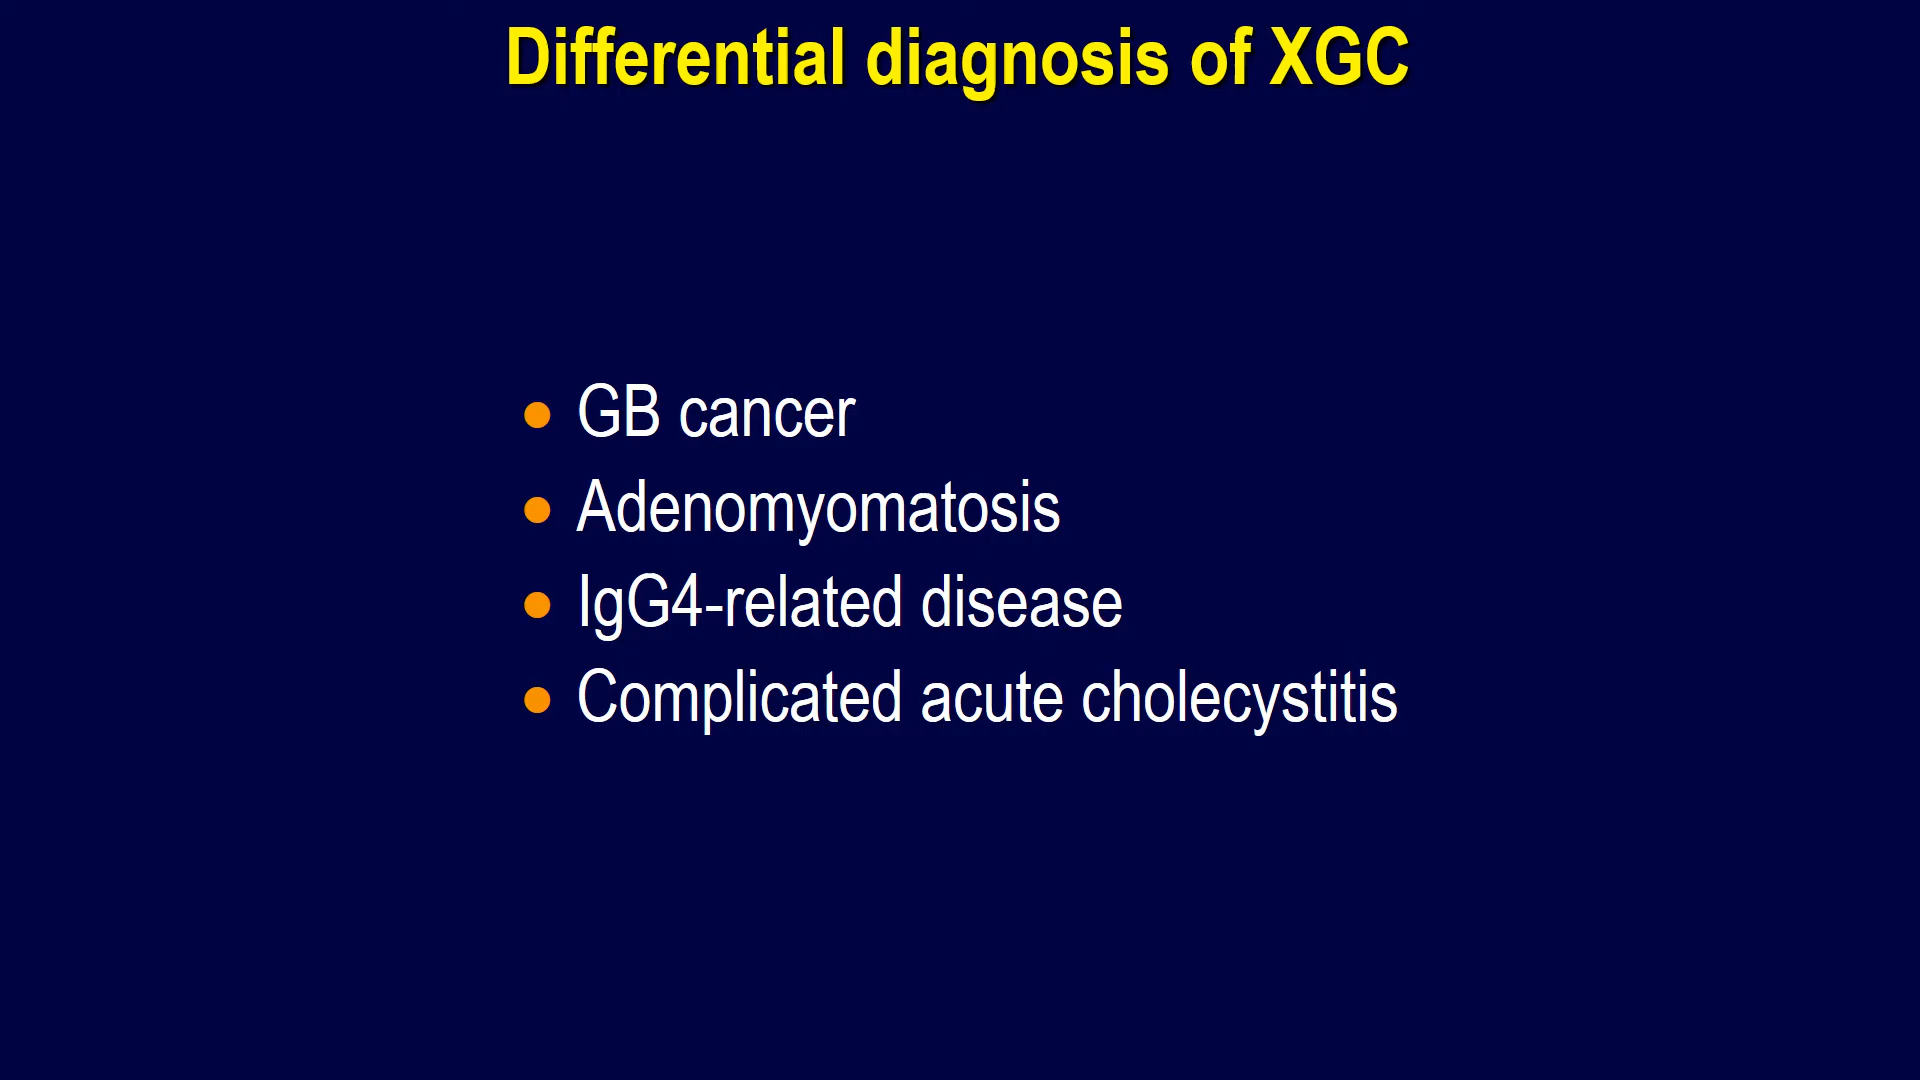 Differential diagnosis of XGC
• GB cancer
• Adenomyomatosis
• IgG4-related disease
• Complicated acute cholecystitis